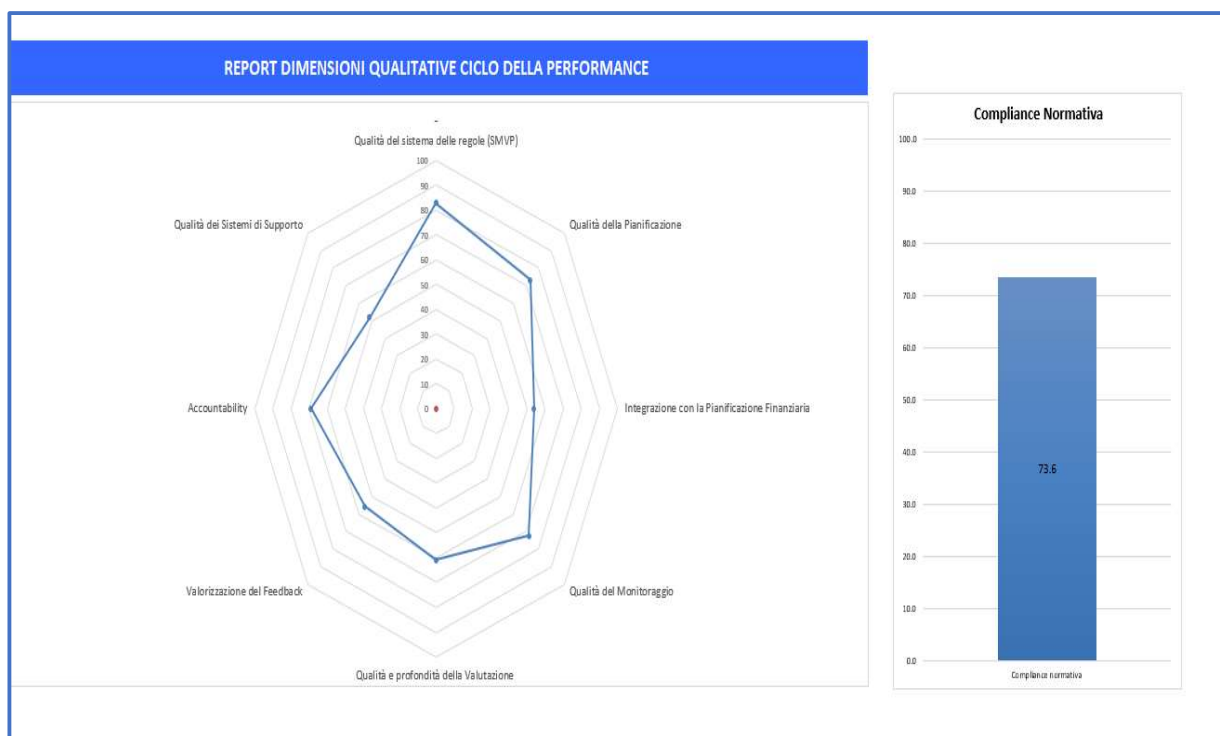 REPORT DIMENSIONI QUALITATIVE CICLO DELLA PERFORMANCE
-
Qualità del sistema delle regole (SMVP)
100
90
80
70
60
50
40
30
20
10
0
Qualità dei Sistemi di Supporto
Qualità della Pianificazione
Accountability
Integrazione con la Pianificazione Finanziaria
Valorizzazione del Feedback
Qualità del Monitoraggio
Qualità e profondità della Valutazione
Compliance Normativa
100.0
90.0
80.0
70.0
60.0
50.0
40.0
30.0
20.0
10.0
0.0
73.6
Compliance normativa